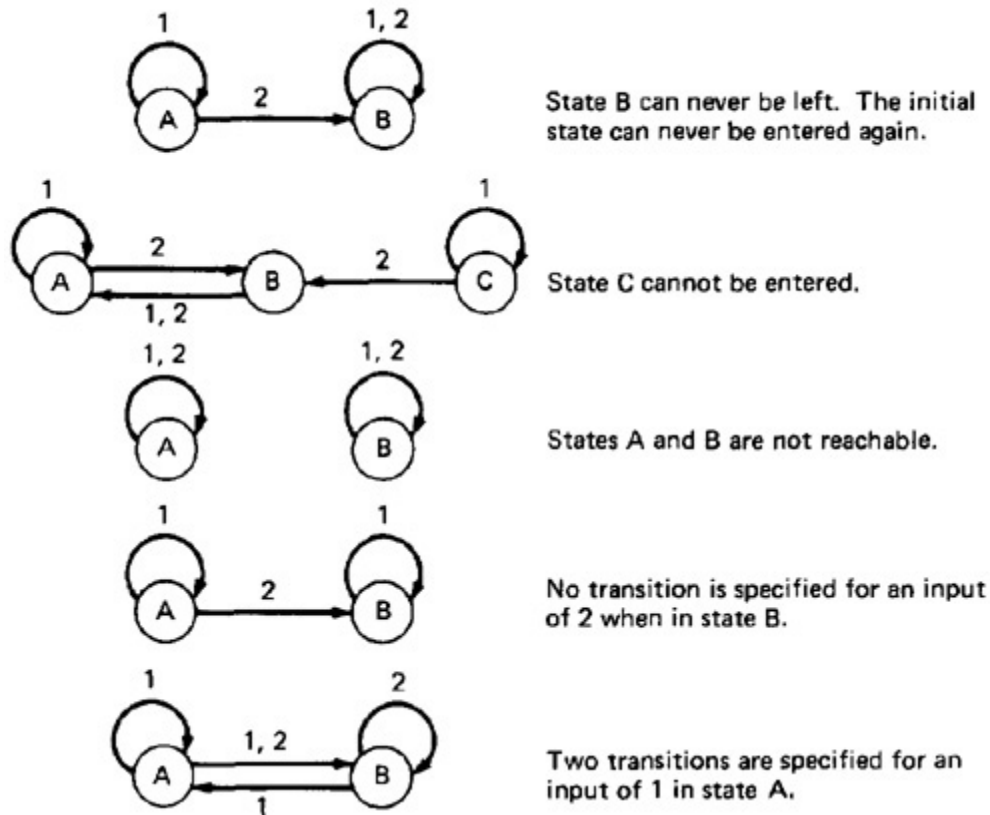 1
1, 2
2
A
B
State B can never be left. The initial
state can never be entered again.
1
1
2
2
A
B
C
State C cannot be entered.
1, 2
1, 2
1, 2
A
B
States A and B are not reachable.
1
1
2
A
B
No transition is specified for an input
of 2 when in state B.
1
2
1, 2
A
B
1
Two transitions are specified for an
input of 1 in state A.